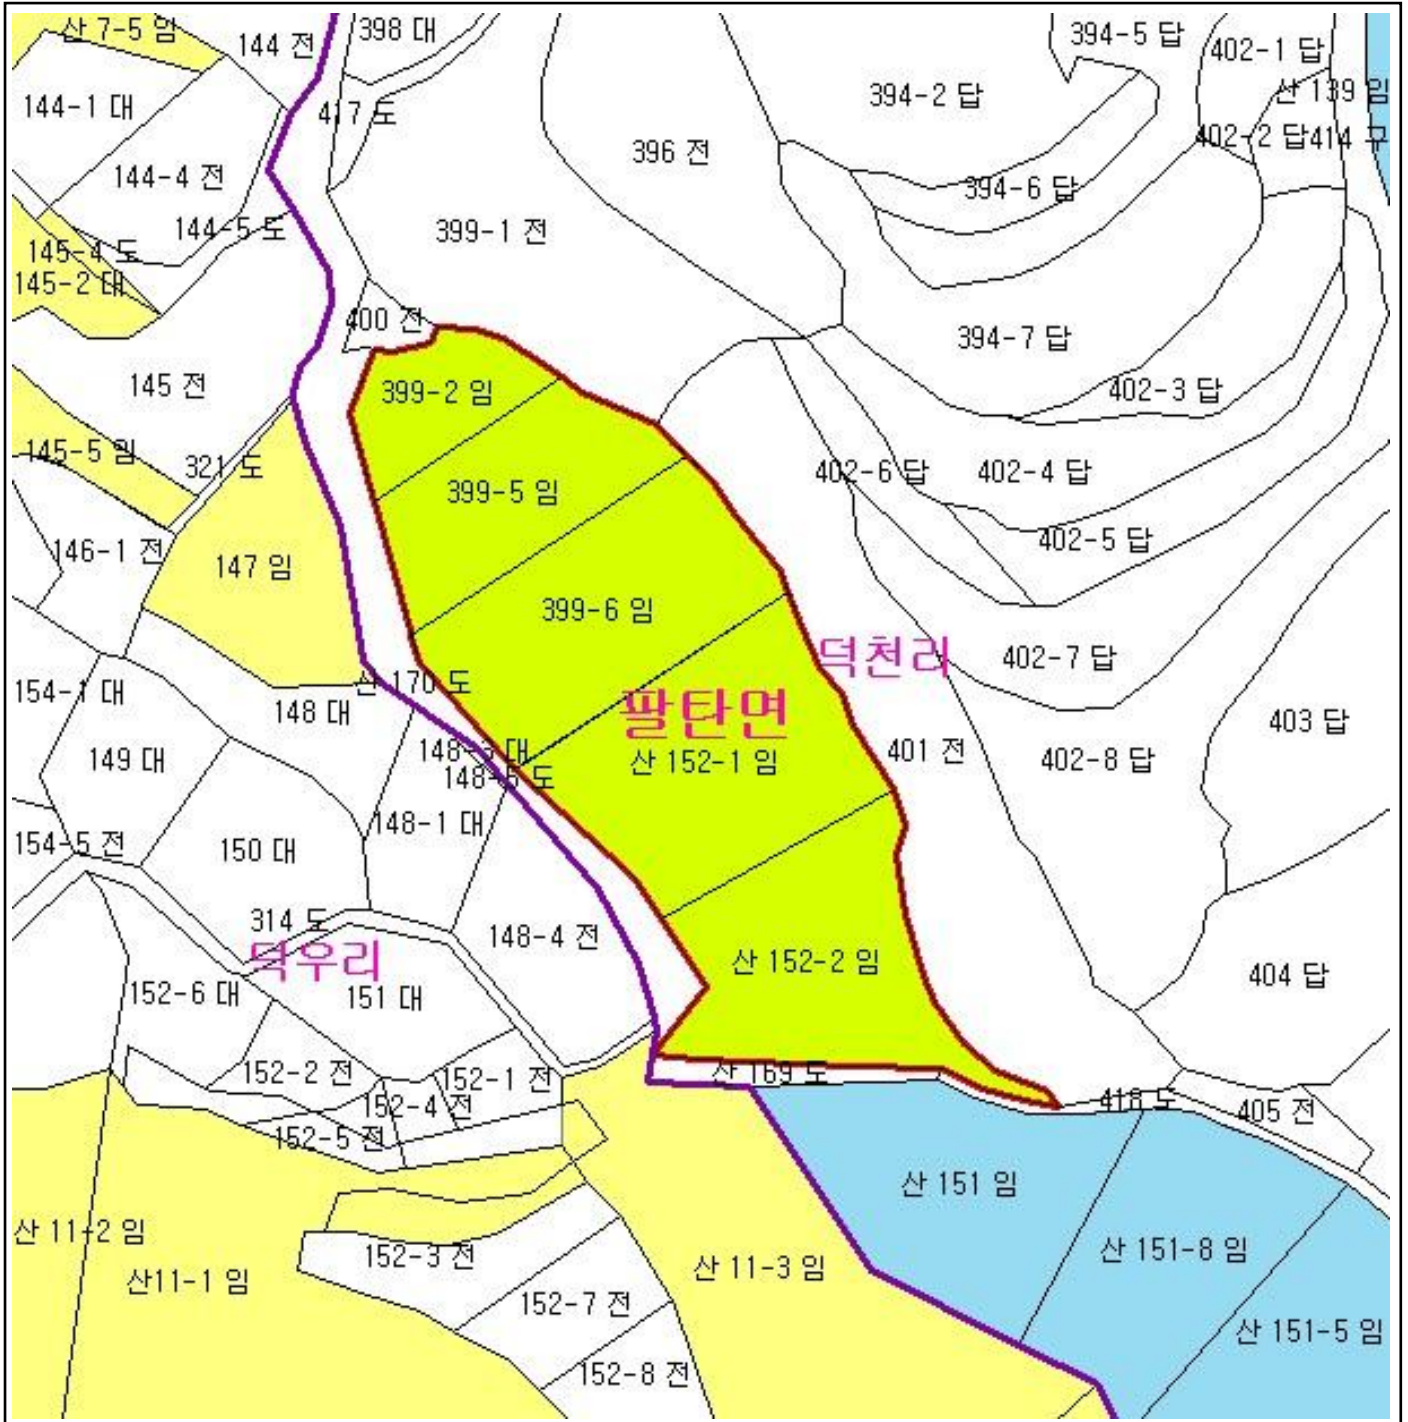 산 7-5 임
144 전
398 대
394-5 답
402-1 답
144-1 대
417 도
394-2 답
산 139 임
402-2 답
414 구
396 전
144-4 전
394-6 답
144-5 도
399-1 전
145-4 도
145-2 대
400 전
394-7 답
145 전
399-2 임
402-3 답
145-5 임
321 도
402-6 답
402-4 답
399-5 임
402-5 답
146-1 전
147 임
399-6 임
덕천리
402-7 답
154-1 대
산 170 도
148 대
팔탄면
403 답
149 대
148-3 대
401 전
402-8 답
산 152-1 임
148-5 도
148-1 대
154-5 전
150 대
314 도
148-4 전
덕우리
산 152-2 임
404 답
152-6 대
151 대
152-2 전
152-1 전
산 169 도
152-4 전
418 도
405 전
152-5 전
산 151 임
산 11-2 임
152-3 전
산 151-8 임
산11-1 임
산 11-3 임
152-7 전
산 151-5 임
152-8 전